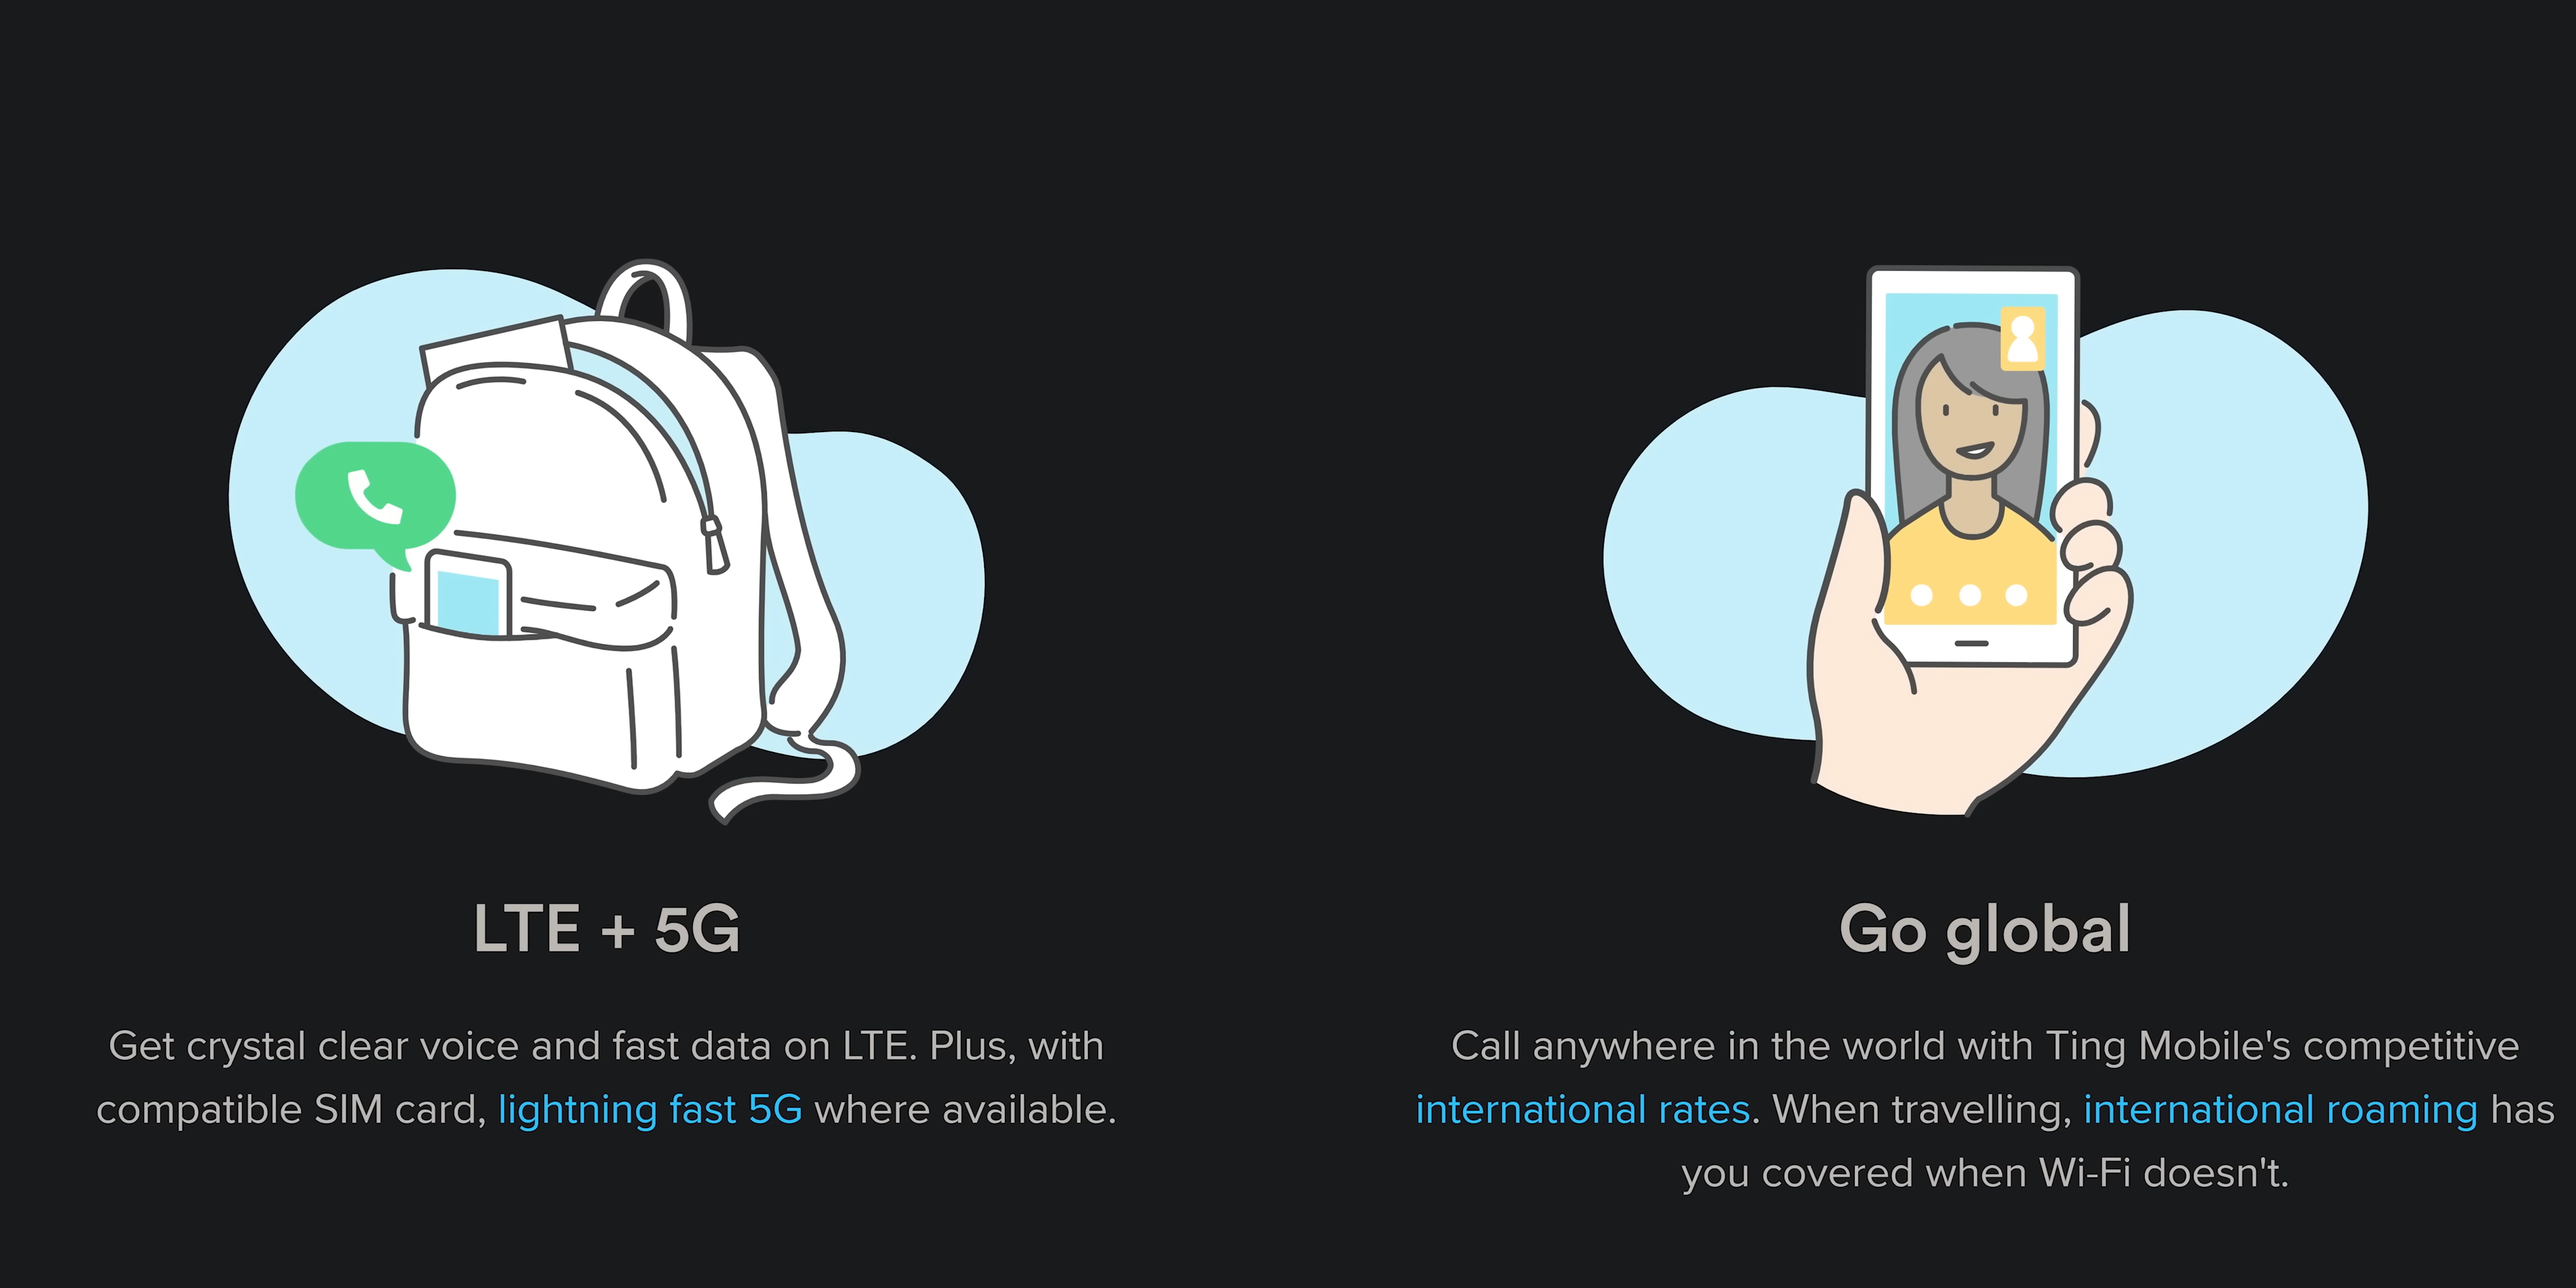 LTE + 5G
Get crystal clear voice and fast data on LTE. Plus, with
compatible SIM card, lightning fast 5G where available.
Go global
Call anywhere in the world with Ting Mobile's competitive
international rates. When travelling, international roaming has
you covered when Wi-Fi doesn't.